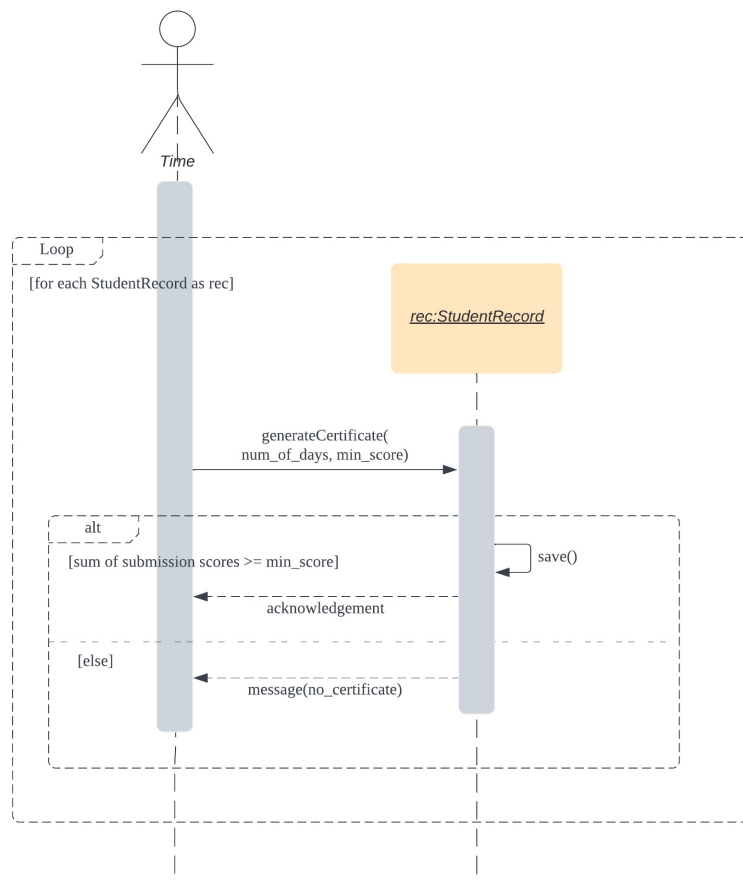 Time
Loop
[for each StudentRecord as rec]
rec:StudentRecord
generateCertificate(
num_of_days, min_score)
alt
[sum of submission scores >= min_score]
save()
acknowledgement
[else]
message(no_certificate)